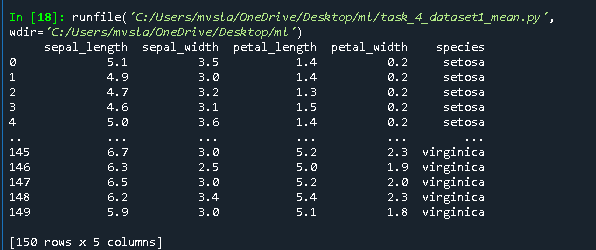 In [18]: runfile('C:/Users/mvsla/OneDrive/Desktop/ml/task_4_dataset1_mean.py',
wdir='C:/Users/mvsla/OneDrive/Desktop/ml')
sepal_length sepal_width petal_length petal_width species
0 5.1 3.5 1.4 0.2 setosa
1 4.9 3.0 1.4 0.2 setosa
2 4.7 3.2 1.3 0.2 setosa
3 4.6 3.1 1.5 0.2 setosa
4 5.0 3.6 1.4 0.2 setosa
.. ... ... ... ... ...
145 6.7 3.0 5.2 2.3 virginica
146 6.3 2.5 5.0 1.9 virginica
147 6.5 3.0 5.2 2.0 virginica
148 6.2 3.4 5.4 2.3 virginica
149 5.9 3.0 5.1 1.8 virginica
[150 rows x 5 columns]